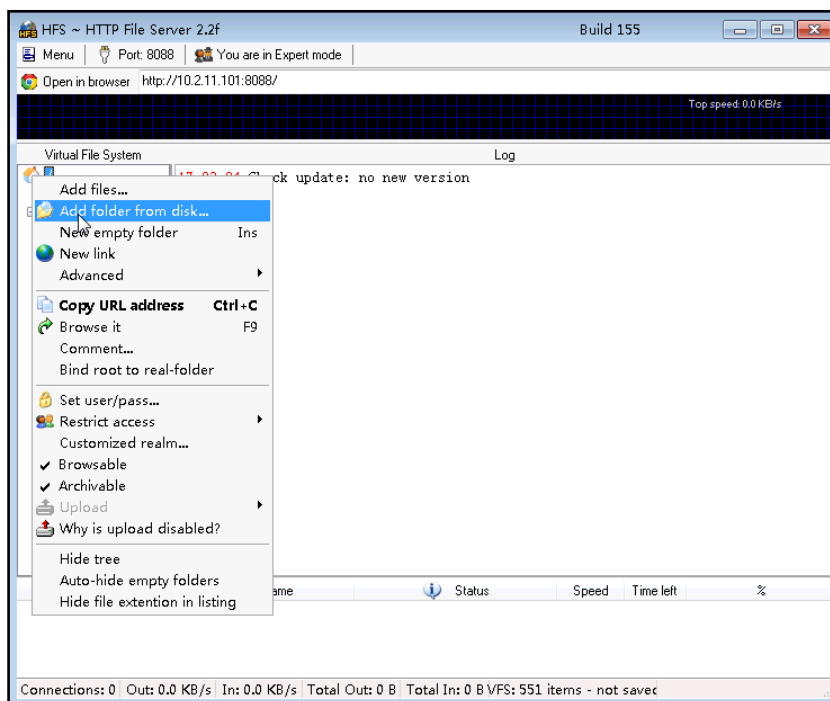 HFS ~ HTTP File Server 2.2f Build 155
Menu Port: 8088 You are in Expert mode
Open in browser http://10.2.11.101:8088/
Top speed: 0.0 KB/s
Virtual File System Log
Check update: no new version
Add files...
Add folder from disk...
New empty folder Ins
New link
Advanced
Copy URL address Ctrl+C
Browse it F9
Comment...
Bind root to real-folder
Set user/pass...
Restrict access
Customized realm...
Browsable
Archivable
Upload
Why is upload disabled?
Hide tree
Auto-hide empty folders
Hide file extention in listing
Status Speed Time left %
Connections: 0 Out: 0.0 KB/s In: 0.0 KB/s Total Out: 0 B Total In: 0 B VFS: 551 items - not saved